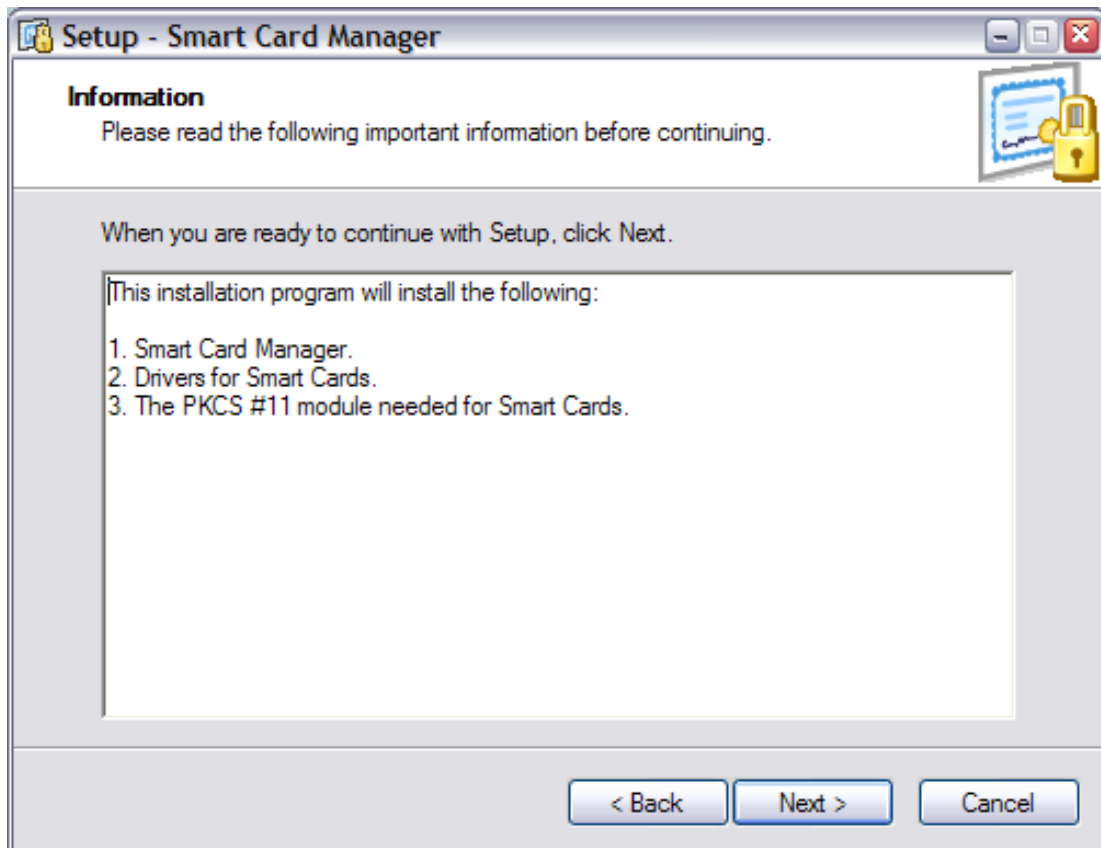 Setup - Smart Card Manager
Information
Please read the following important information before continuing.
When you are ready to continue with Setup, click Next.
This installation program will install the following:
1. Smart Card Manager.
2. Drivers for Smart Cards.
3. The PKCS #11 module needed for Smart Cards.
< Back
Next >
Cancel